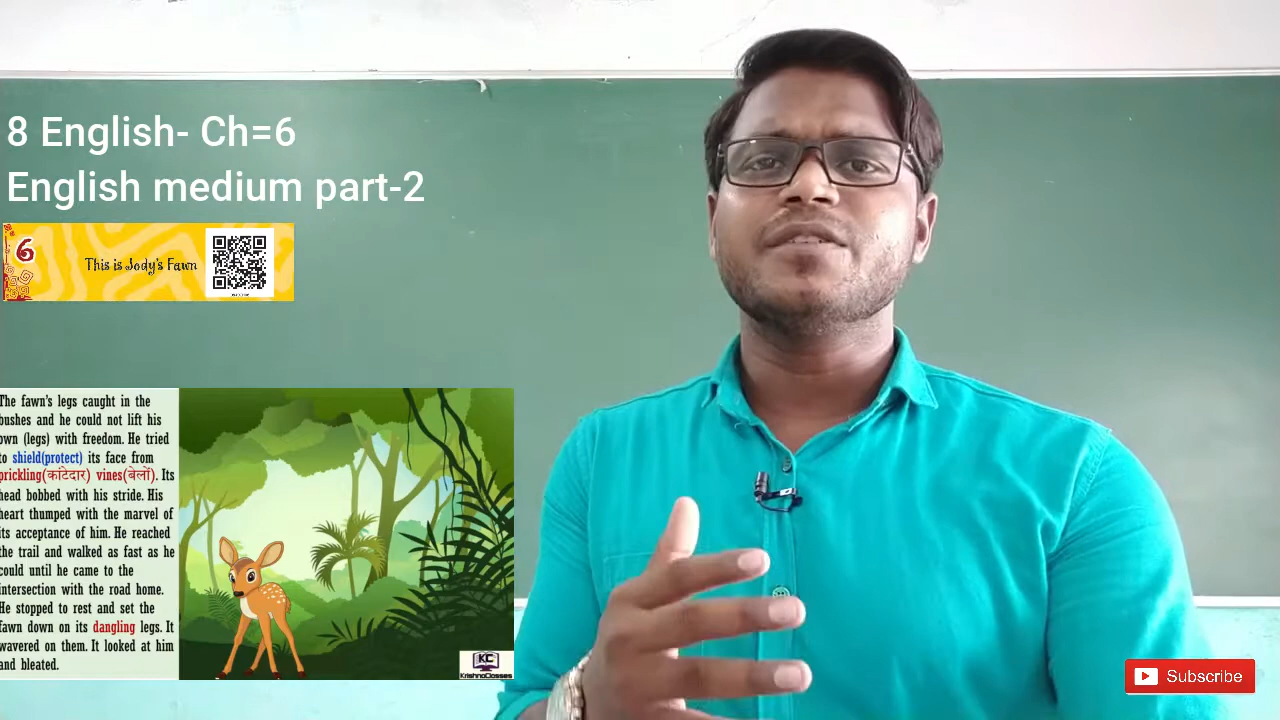 8 English- Ch=6
English medium part-2
6
This is Jody's Fawn
The fawn's legs caught in the
bushes and he could not lift his
own (legs) with freedom. He tried
to shield(protect) its face from
prickling(कांटेदार) vines(बेलों). Its
head bobbed with his stride. His
heart thumped with the marvel of
its acceptance of him. He reached
the trail and walked as fast as he
could until he came to the
intersection with the road home.
He stopped to rest and set the
fawn down on its dangling legs. It
wavered on them. It looked at him
and bleated.
KC
KrishnaClasses
Subscribe